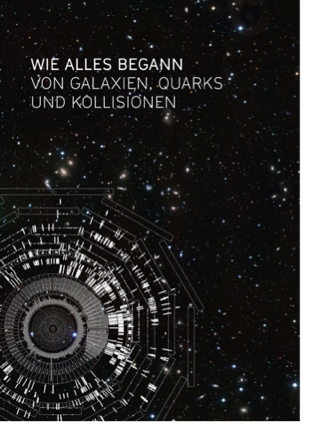 WIE ALLES BEGANN
VON GALAXIEN, QUARKS
UND KOLLISIONEN